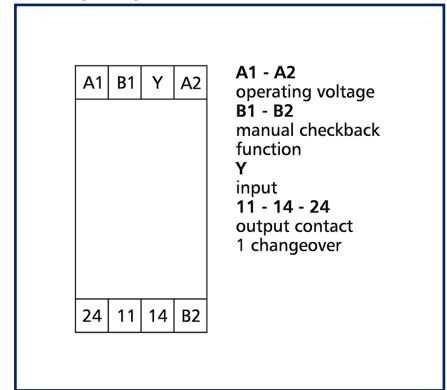 A1 B1 Y A2
A1 - A2
operating voltage
B1 - B2
manual checkback
function
Y
input
11 - 14 - 24
output contact
1 changeover
24 11 14 B2